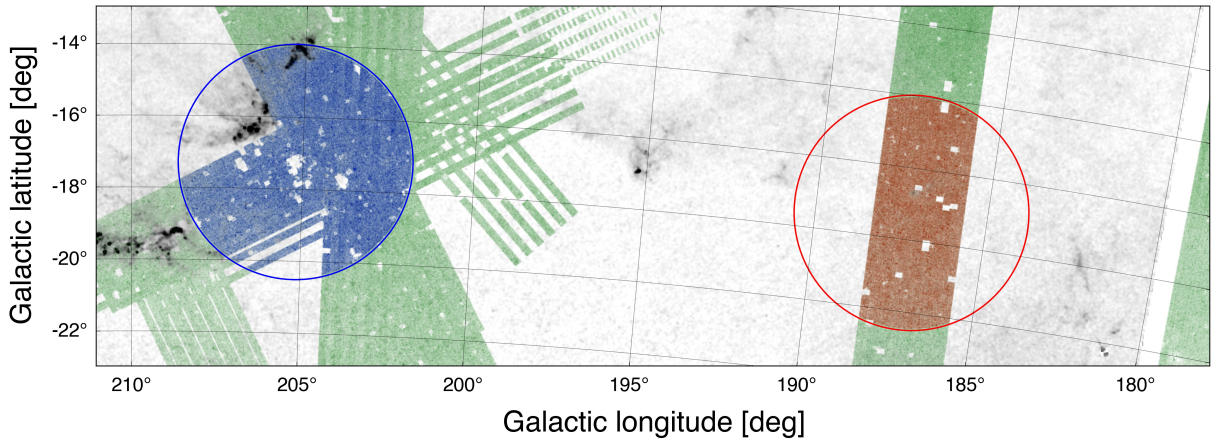 Galactic latitude [deg]
-14°
-16°
-18°
-20°
-22°
210° 205° 200° 195° 190° 185° 180°
Galactic longitude [deg]